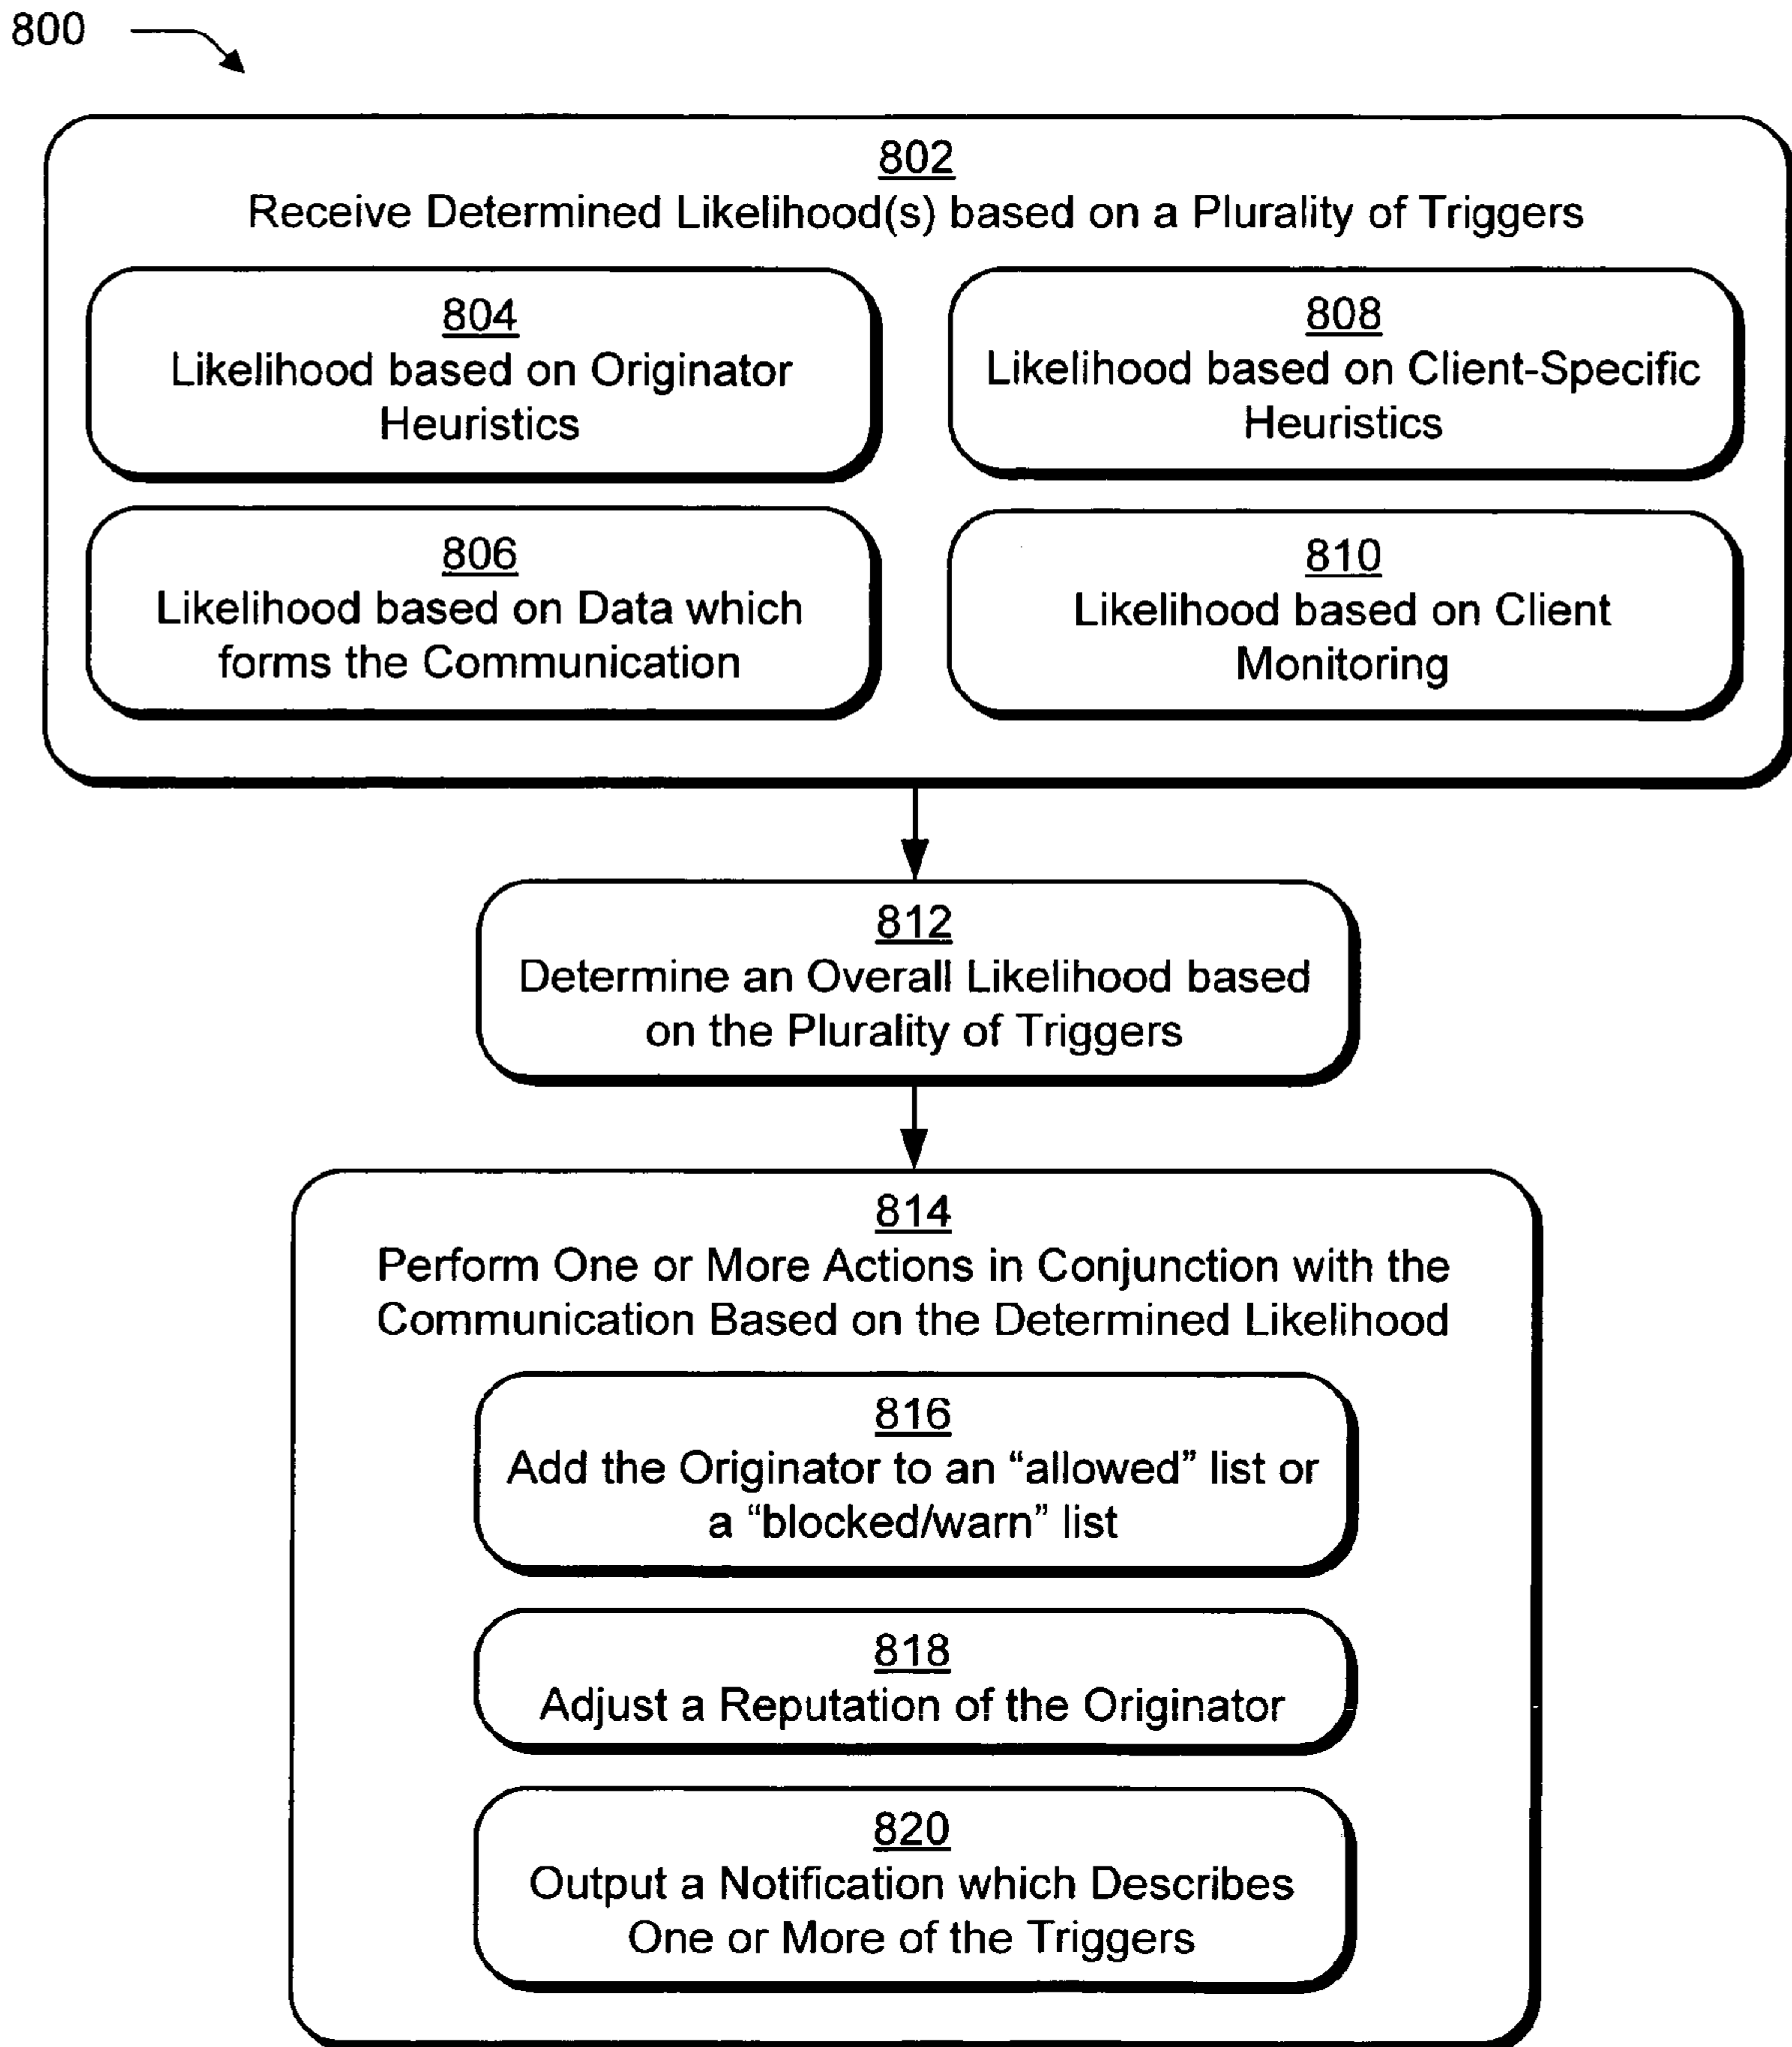 800
802
Receive Determined Likelihood(s) based on a Plurality of Triggers
804
Likelihood based on Originator
Heuristics
808
Likelihood based on Client-Specific
Heuristics
806
Likelihood based on Data which
forms the Communication
810
Likelihood based on Client
Monitoring
812
Determine an Overall Likelihood based
on the Plurality of Triggers
814
Perform One or More Actions in Conjunction with the
Communication Based on the Determined Likelihood
816
Add the Originator to an “allowed” list or
a “blocked/warn” list
818
Adjust a Reputation of the Originator
820
Output a Notification which Describes
One or More of the Triggers